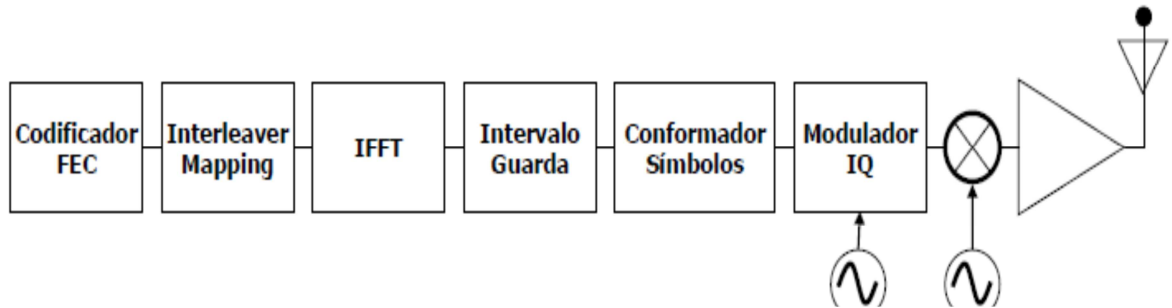 Codificador
FEC
Interleaver
Mapping
IFFT
Intervalo
Guarda
Conformador
Símbolos
Modulador
IQ